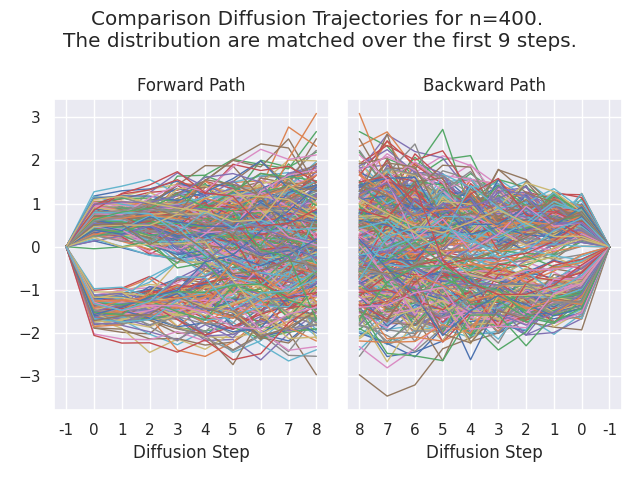 Comparison Diffusion Trajectories for n=400.
The distribution are matched over the first 9 steps.
Forward Path
Backward Path
3
2
1
0
−1
−2
−3
-1 0 1 2 3 4 5 6 7 8
8 7 6 5 4 3 2 1 0 -1
Diffusion Step
Diffusion Step